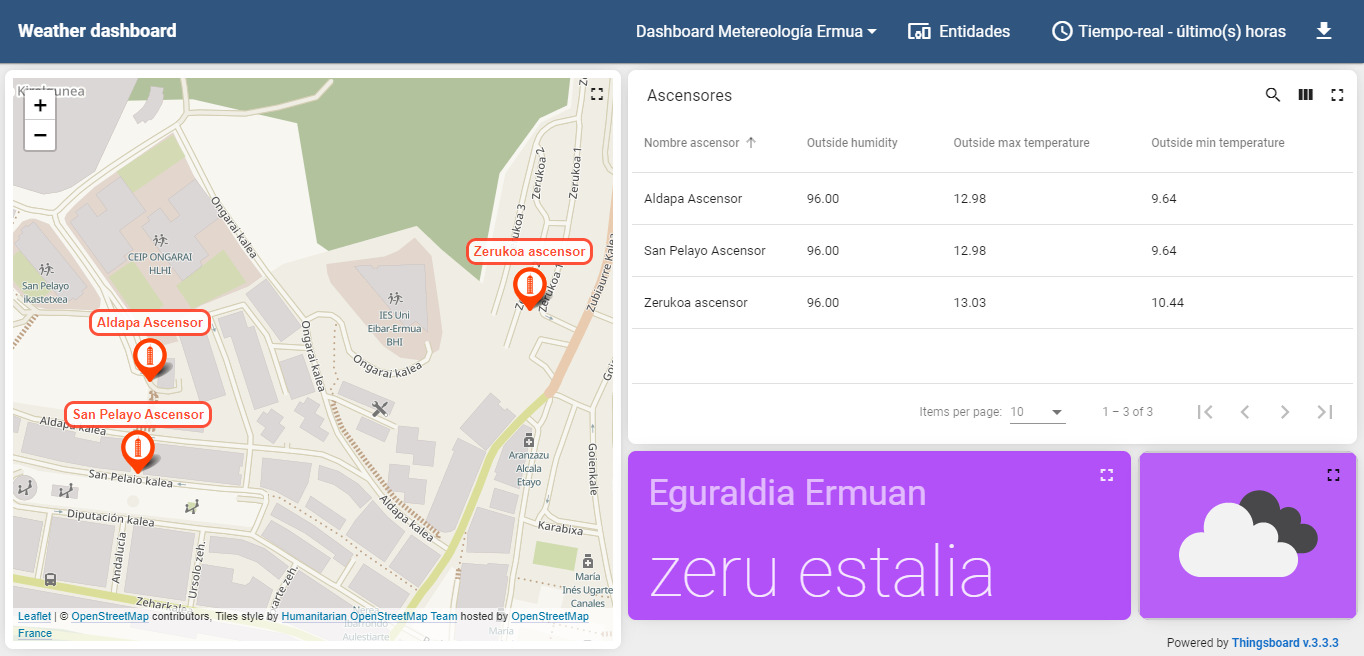 Weather dashboard
Dashboard Metereología Ermua
Entidades
Tiempo-real - último(s) horas
+
−
Zerukoa 2
Zerukoa 1
Zerukoa 3
Ongarai kalea
CEIP ONGARAI
HLHI
San Pelayo
ikastetxea
Zerukoa ascensor
Zubiaurre Kalea
Aldapa Ascensor
IES Uni
Eibar-Ermua
BHI
Ongarai kalea
Ongarai kalea
San Pelayo Ascensor
Aldapa kalea
San Pelaio kalea
Aranzazu
Alcala
Etayo
Goienkale
Aldapa kalea
Diputación kalea
Andalucía
Ursolo zeh.
Karabixa
María
Inés Ugarte
Canales
Leaflet | © OpenStreetMap contributors, Tiles style by Humanitarian OpenStreetMap Team hosted by OpenStreetMap
France
Ascensores
Nombre ascensor Outside humidity Outside max temperature Outside min temperature
Aldapa Ascensor 96.00 12.98 9.64
San Pelayo Ascensor 96.00 12.98 9.64
Zerukoa ascensor 96.00 13.03 10.44
Items per page: 10 1 – 3 of 3
Eguraldia Ermuan
zeru estalia
Powered by Thingsboard v.3.3.3